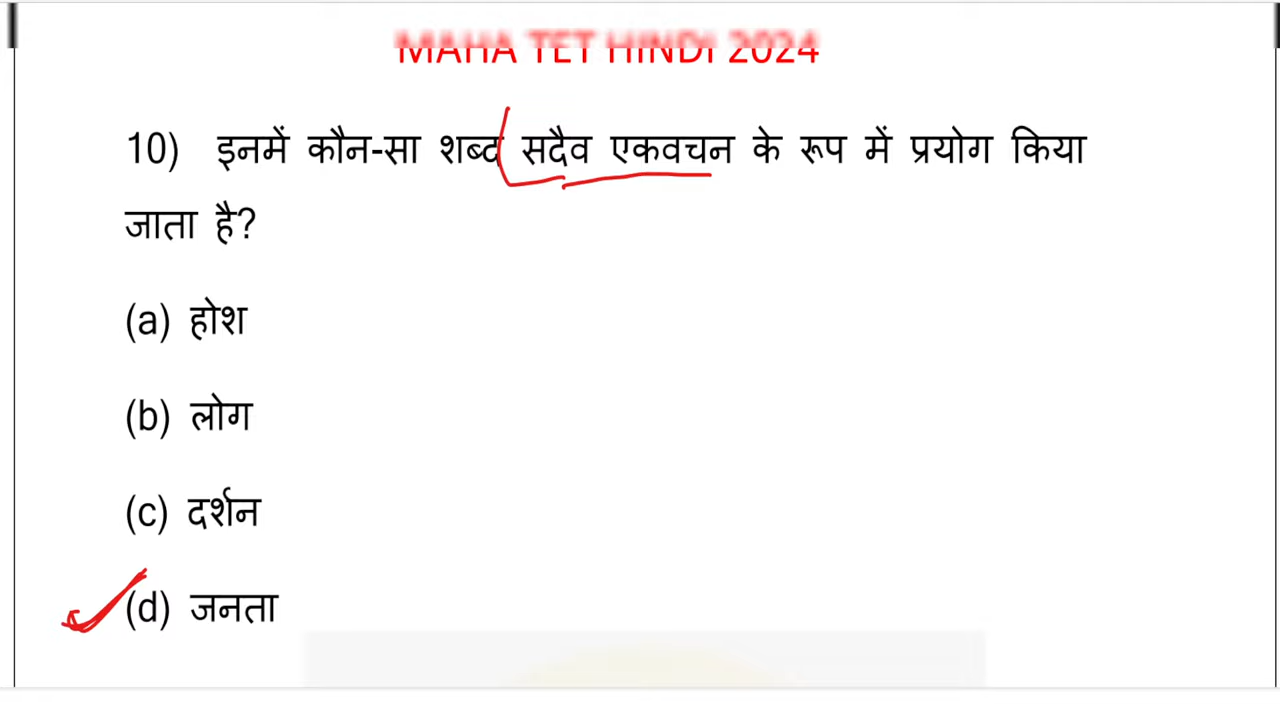 MAHA TET HINDI 2024
10) इनमें कौन-सा शब्द सदैव एकवचन के रूप में प्रयोग किया
जाता है?
(a) होश
(b) लोग
(c) दर्शन
(d) जनता